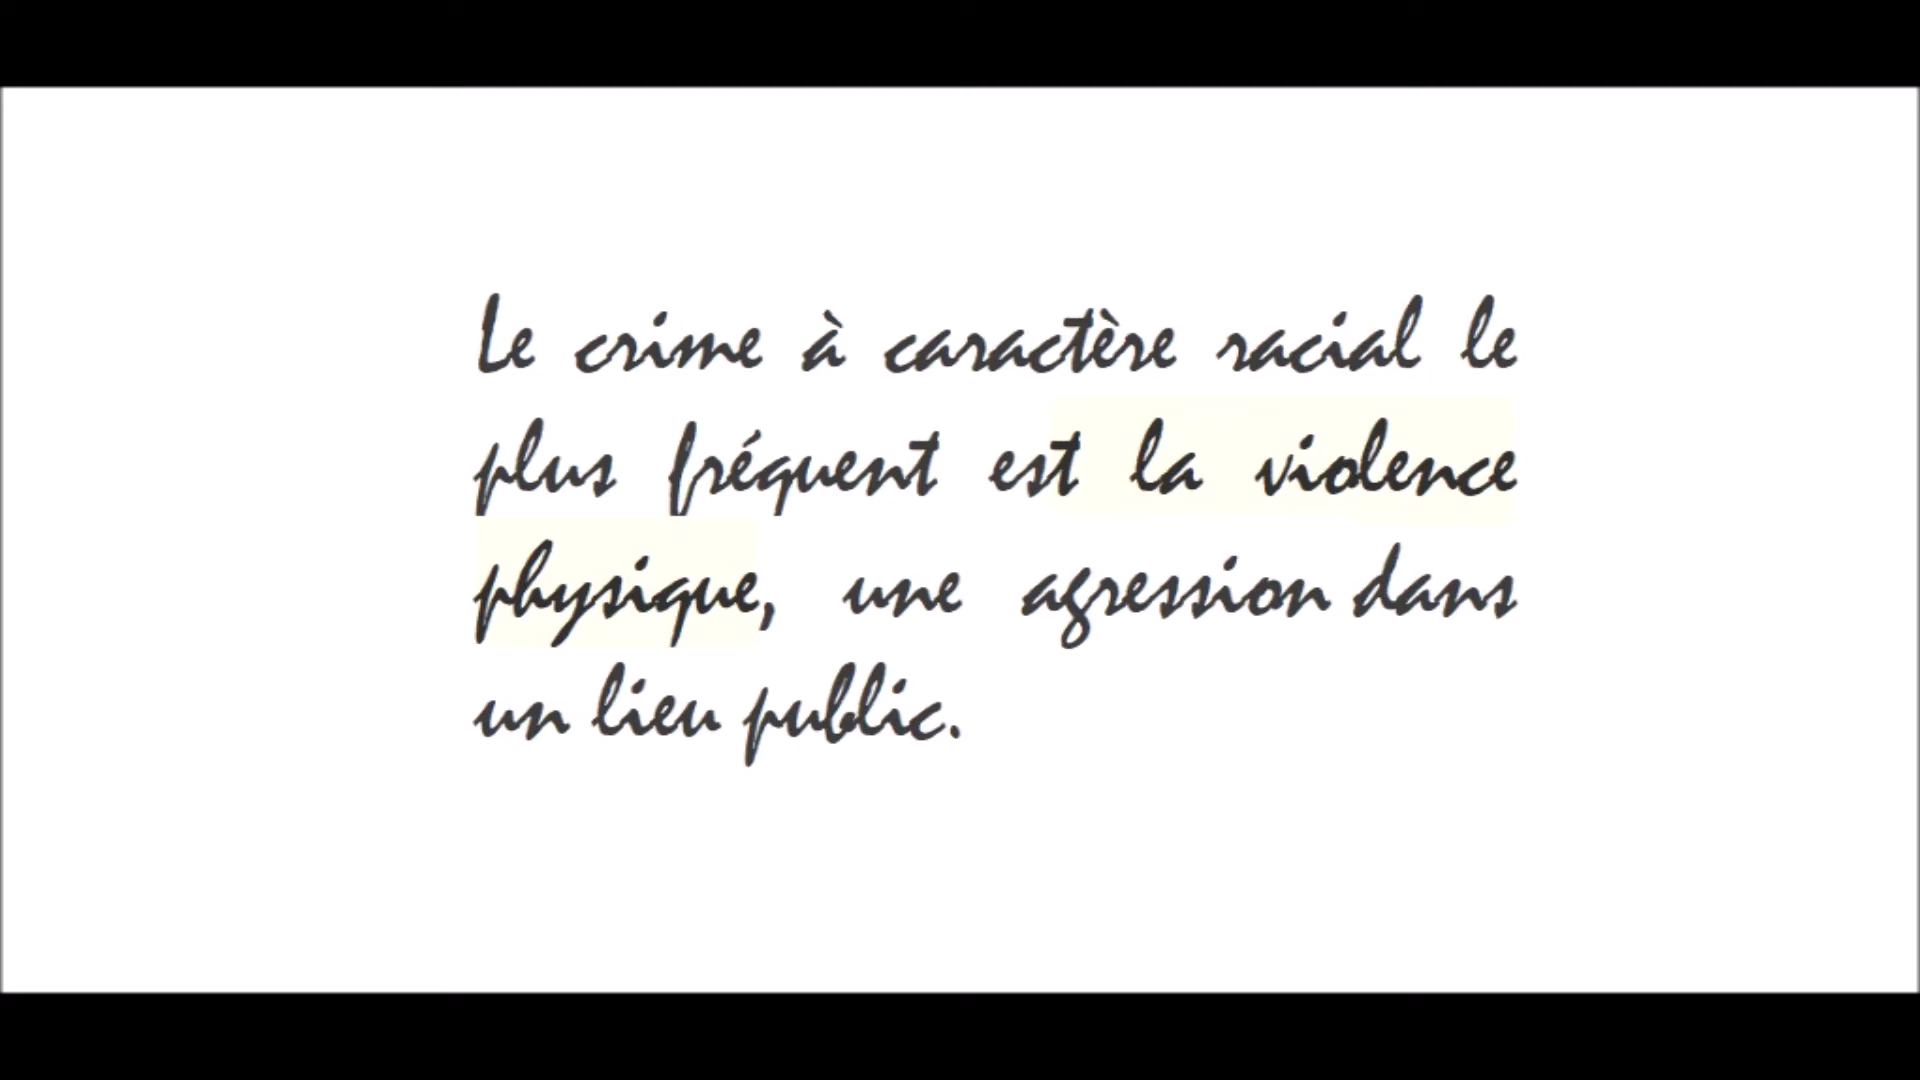 Le crime à caractère racial le
plus fréquent est la violence
physique, une agression dans
un lieu public.